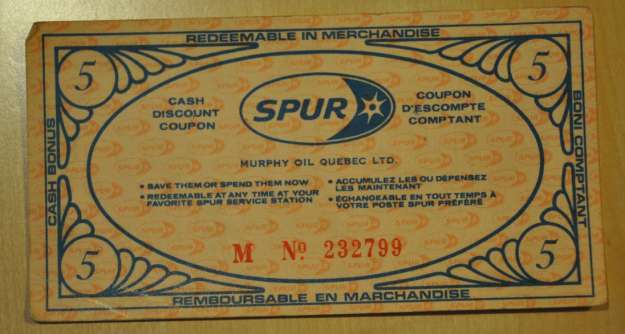 REDEEMABLE IN MERCHANDISE
5
5
CASH BONUS
BONI COMPTANT
CASH
DISCOUNT
COUPON
SPUR
COUPON
D'ESCOMPTE
COMPTANT
MURPHY OIL QUEBEC LTD.
• SAVE THEM OR SPEND THEM NOW
• REDEEMABLE AT ANY TIME AT YOUR
FAVORITE SPUR SERVICE STATION
• ACCUMULEZ LES OU DÉPENSEZ
LES MAINTENANT
• ÉCHANGEABLE EN TOUT TEMPS À
VOTRE POSTE SPUR PRÉFÉRÉ
M No 232799
5
5
REMBOURSABLE EN MARCHANDISE